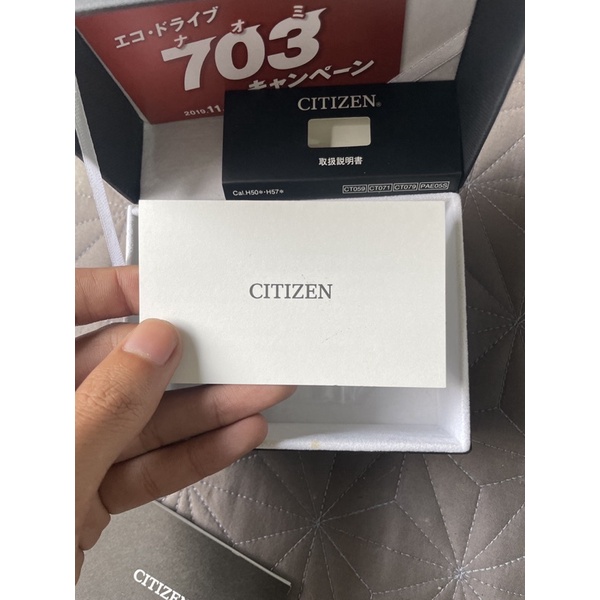 エコ・ドライブ
ナオミ
703
キャンペーン
2019.11
CITIZEN®
取扱説明書
Cal.H50※・H57※
CT059 CT071 CT079 PAE05S
CITIZEN
CITIZEN